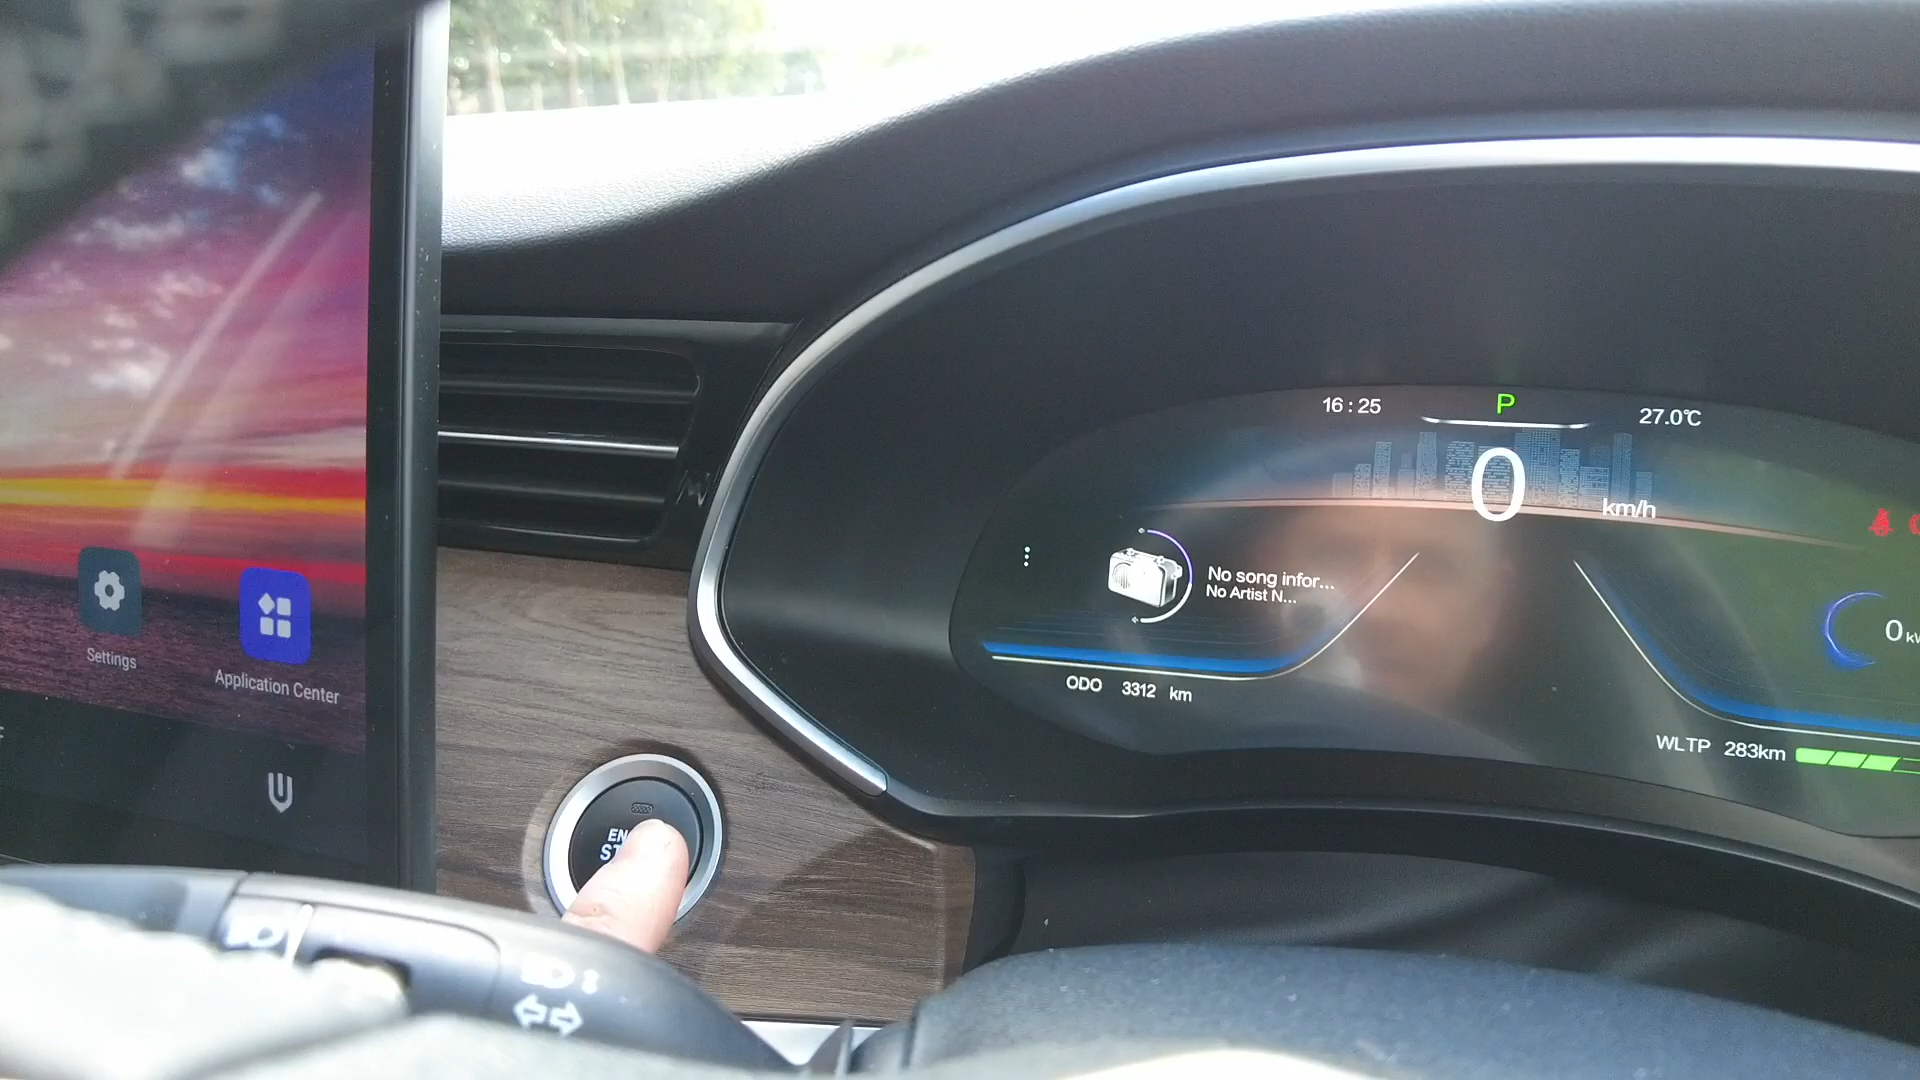 Settings
Application Center
16:25
P
27.0℃
0
km/h
No song infor...
No Artist N...
0
ODO 3312 km
WLTP 283km